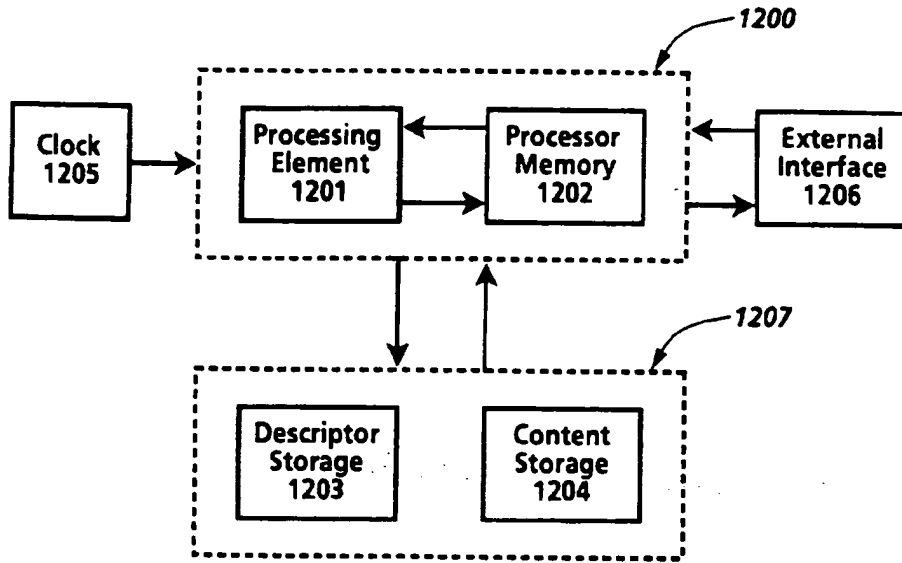 1200
Clock
1205
Processing
Element
1201
Processor
Memory
1202
External
Interface
1206
1207
Descriptor
Storage
1203
Content
Storage
1204